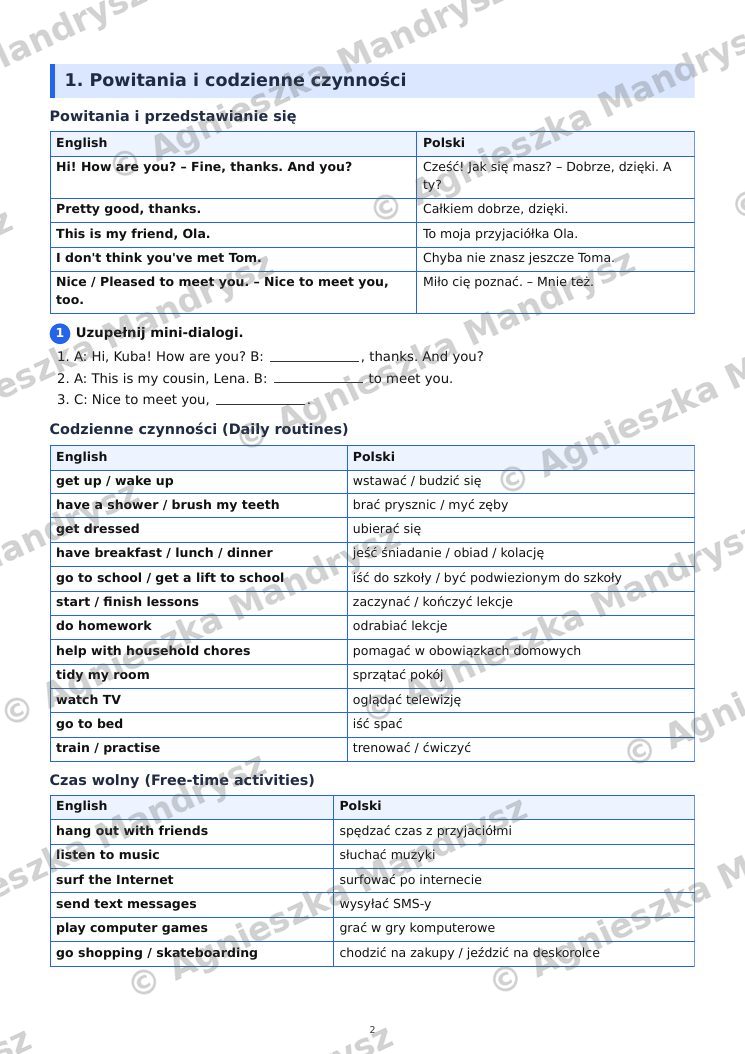 1. Powitania i codzienne czynności
Powitania i przedstawianie się
English Polski
Hi! How are you? – Fine, thanks. And you? Cześć! Jak się masz? – Dobrze, dzięki. A
ty?
Pretty good, thanks. Całkiem dobrze, dzięki.
This is my friend, Ola. To moja przyjaciółka Ola.
I don't think you've met Tom. Chyba nie znasz jeszcze Toma.
Nice / Pleased to meet you. – Nice to meet you, Miło cię poznać. – Mnie też.
too.
1 Uzupełnij mini-dialogi.
1. A: Hi, Kuba! How are you? B: ____________, thanks. And you?
2. A: This is my cousin, Lena. B: ____________ to meet you.
3. C: Nice to meet you, ____________.
Codzienne czynności (Daily routines)
English Polski
get up / wake up wstawać / budzić się
have a shower / brush my teeth brać prysznic / myć zęby
get dressed ubierać się
have breakfast / lunch / dinner jeść śniadanie / obiad / kolację
go to school / get a lift to school iść do szkoły / być podwiezionym do szkoły
start / finish lessons zaczynać / kończyć lekcje
do homework odrabiać lekcje
help with household chores pomagać w obowiązkach domowych
tidy my room sprzątać pokój
watch TV oglądać telewizję
go to bed iść spać
train / practise trenować / ćwiczyć
Czas wolny (Free-time activities)
English Polski
hang out with friends spędzać czas z przyjaciółmi
listen to music słuchać muzyki
surf the Internet surfować po internecie
send text messages wysyłać SMS-y
play computer games grać w gry komputerowe
go shopping / skateboarding chodzić na zakupy / jeździć na deskorolce
2
© Agnieszka Mandrysz